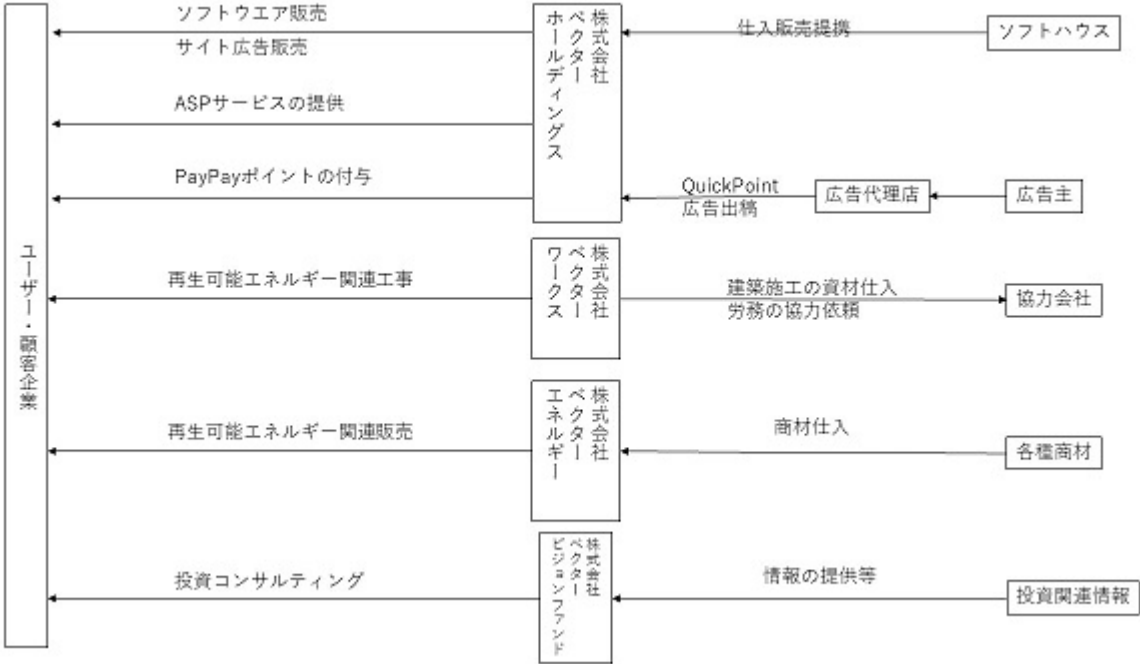 ソフトウエア販売
サイト広告販売
ASPサービスの提供
PayPayポイントの付与
株式会社
ベクター
ホールディングス
仕入販売提携
ソフトハウス
QuickPoint
広告出稿
広告代理店
広告主
ユーザー・顧客企業
再生可能エネルギー関連工事
株式会社
ベクター
ワークス
建築施工の資材仕入
労務の協力依頼
協力会社
再生可能エネルギー関連販売
株式会社
ベクター
エネルギー
商材仕入
各種商材
投資コンサルティング
株式会社
ベクター
ビジョンファンド
情報の提供等
投資関連情報